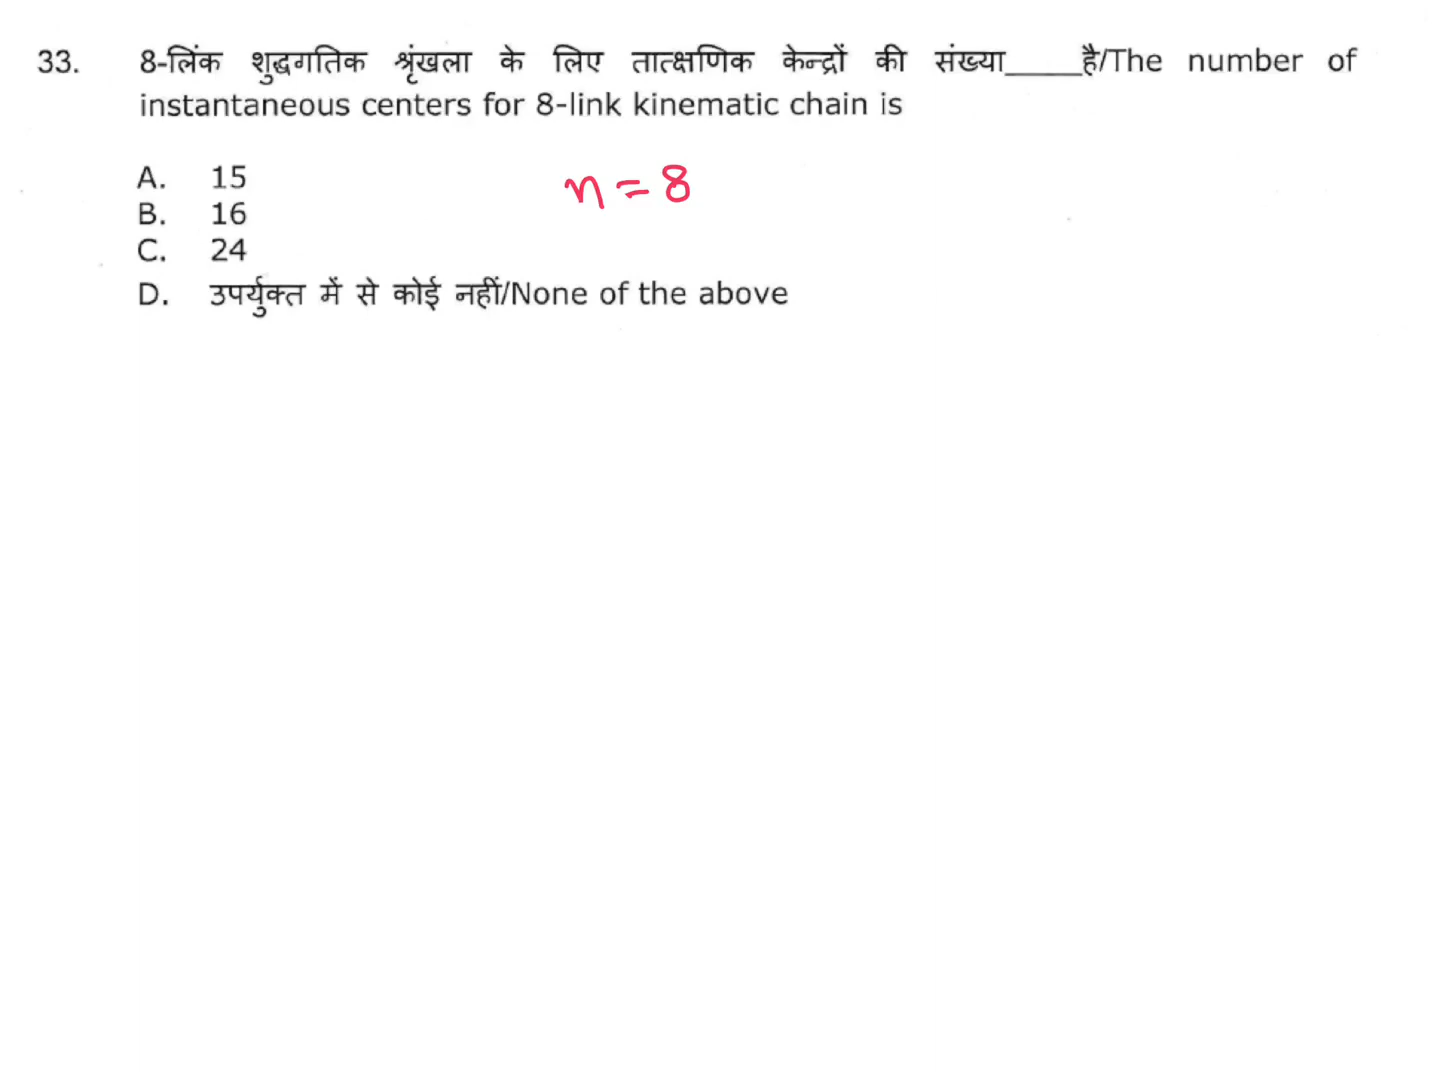 33. 8-लिंक शुद्धगतिक श्रृंखला के लिए तात्क्षणिक केन्द्रों की संख्या_____है/The number of
instantaneous centers for 8-link kinematic chain is
A. 15
n = 8
B. 16
C. 24
D. उपर्युक्त में से कोई नहीं/None of the above